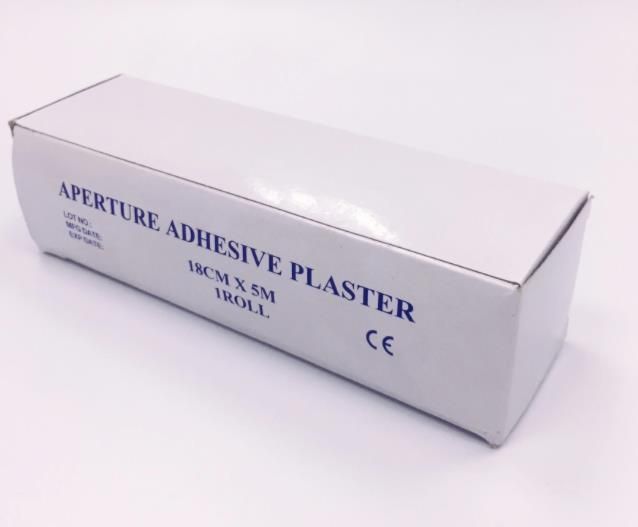 APERTURE ADHESIVE PLASTER
LOT NO.:
MFG DATE:
EXP DATE:
18CM X 5M
1ROLL
CE